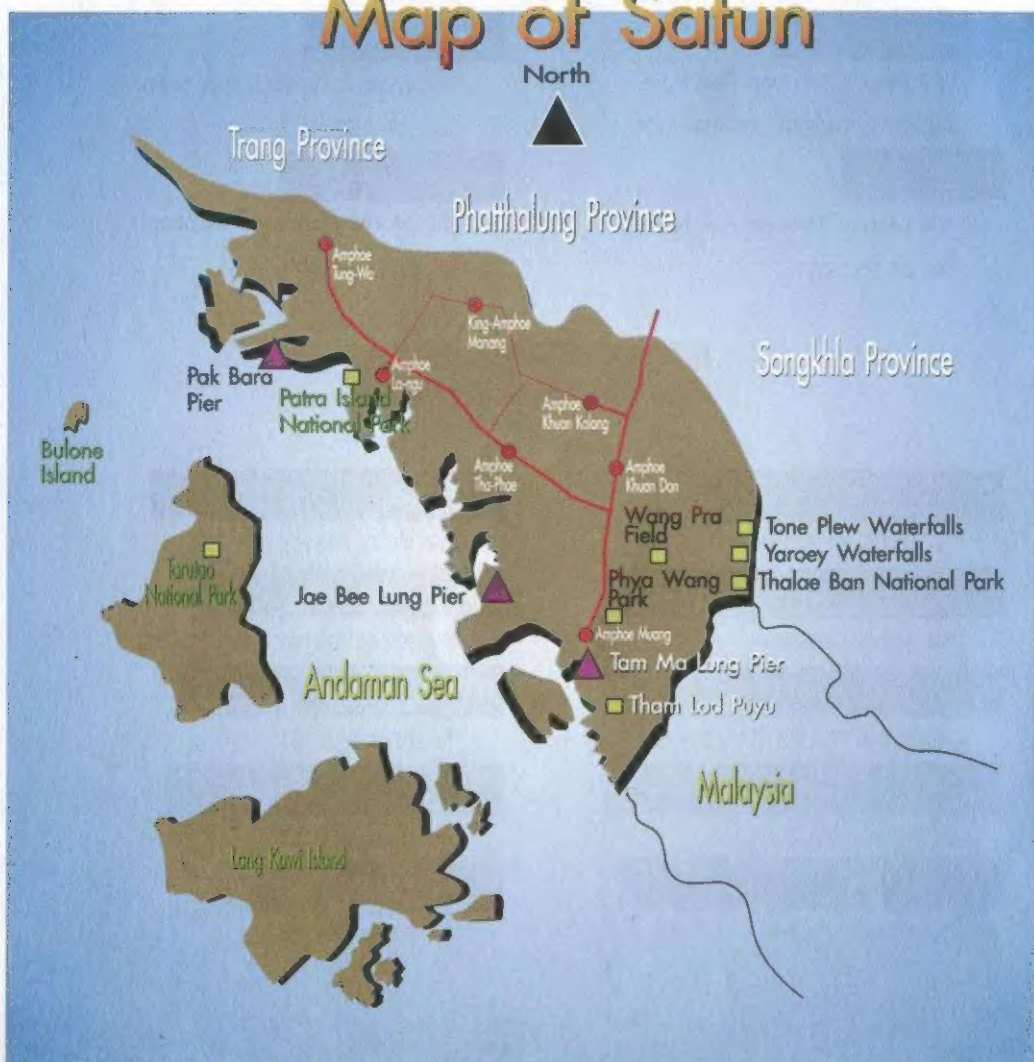 Map of Satun
North
Trang Province
Phatthalung Province
Songkhla Province
Amphoe
Tung-Wa
King-Amphoe
Manang
Pak Bara
Pier
Patra Island
National Park
Amphoe
La-ngu
Amphoe
Khuan Kalong
Bulone
Island
Amphoe
Tha-Phae
Amphoe
Khuan Don
Wang Pra
Field
Tone Plew Waterfalls
Yaroey Waterfalls
Thalae Ban National Park
Tarutao
National Park
Jae Bee Lung Pier
Phya Wang
Park
Amphoe Muang
Tam Ma Lung Pier
Andaman Sea
Tham Lod Puyu
Malaysia
Lang Kawi Island